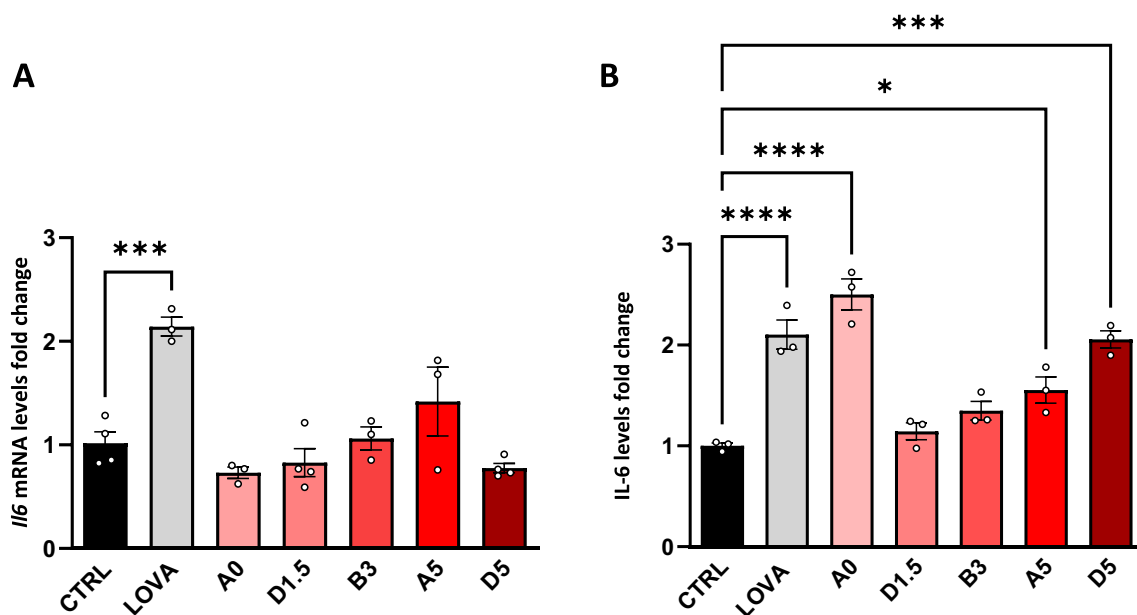 A
Il6 mRNA levels fold change
3
2
1
0
***
CTRL
LOVA
A0
D1.5
B3
A5
D5
B
IL-6 levels fold change
3
2
1
0
***
*
****
****
CTRL
LOVA
A0
D1.5
B3
A5
D5